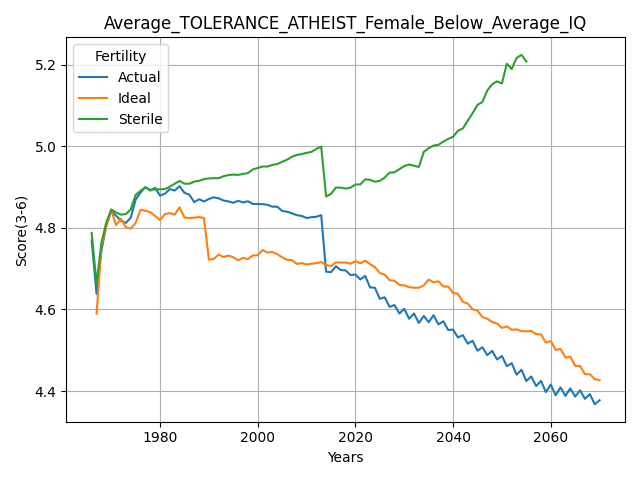 Average_TOLERANCE_ATHEIST_Female_Below_Average_IQ
Fertility
Actual
Ideal
Sterile
Score(3-6)
5.2
5.0
4.8
4.6
4.4
1980
2000
2020
2040
2060
Years